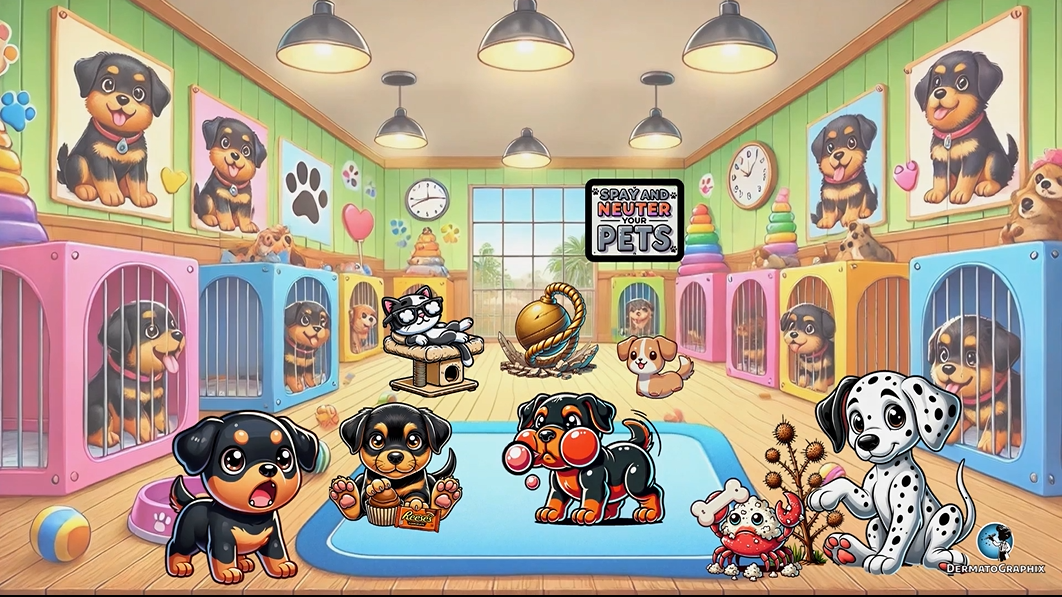 SPAY AND
NEUTER
YOUR
PETS
Reese's
DERMATOGRAPHIX